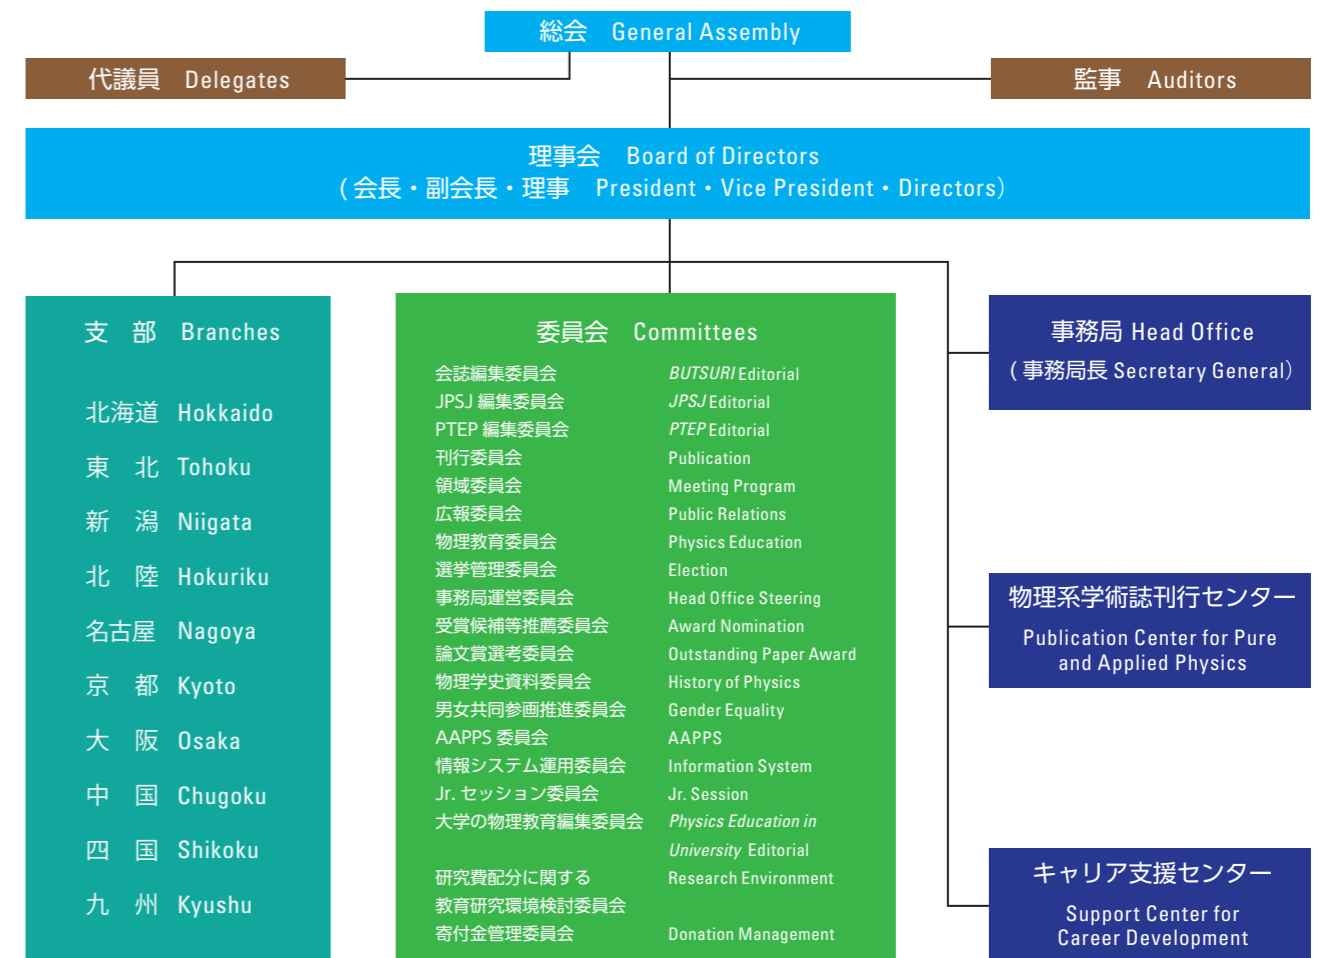 総会 General Assembly
代議員 Delegates
監事 Auditors
理事会 Board of Directors
( 会長・副会長・理事 President・Vice President・Directors）
支 部 Branches
北海道 Hokkaido
東 北 Tohoku
新 潟 Niigata
北 陸 Hokuriku
名古屋 Nagoya
京 都 Kyoto
大 阪 Osaka
中 国 Chugoku
四 国 Shikoku
九 州 Kyushu
委員会 Committees
会誌編集委員会 BUTSURI Editorial
JPSJ 編集委員会 JPSJ Editorial
PTEP 編集委員会 PTEP Editorial
刊行委員会 Publication
領域委員会 Meeting Program
広報委員会 Public Relations
物理教育委員会 Physics Education
選挙管理委員会 Election
事務局運営委員会 Head Office Steering
受賞候補等推薦委員会 Award Nomination
論文賞選考委員会 Outstanding Paper Award
物理学史資料委員会 History of Physics
男女共同参画推進委員会 Gender Equality
AAPPS 委員会 AAPPS
情報システム運用委員会 Information System
Jr. セッション委員会 Jr. Session
大学の物理教育編集委員会 Physics Education in
University Editorial
研究費配分に関する Research Environment
教育研究環境検討委員会
寄付金管理委員会 Donation Management
事務局 Head Office
( 事務局長 Secretary General）
物理系学術誌刊行センター
Publication Center for Pure
and Applied Physics
キャリア支援センター
Support Center for
Career Development